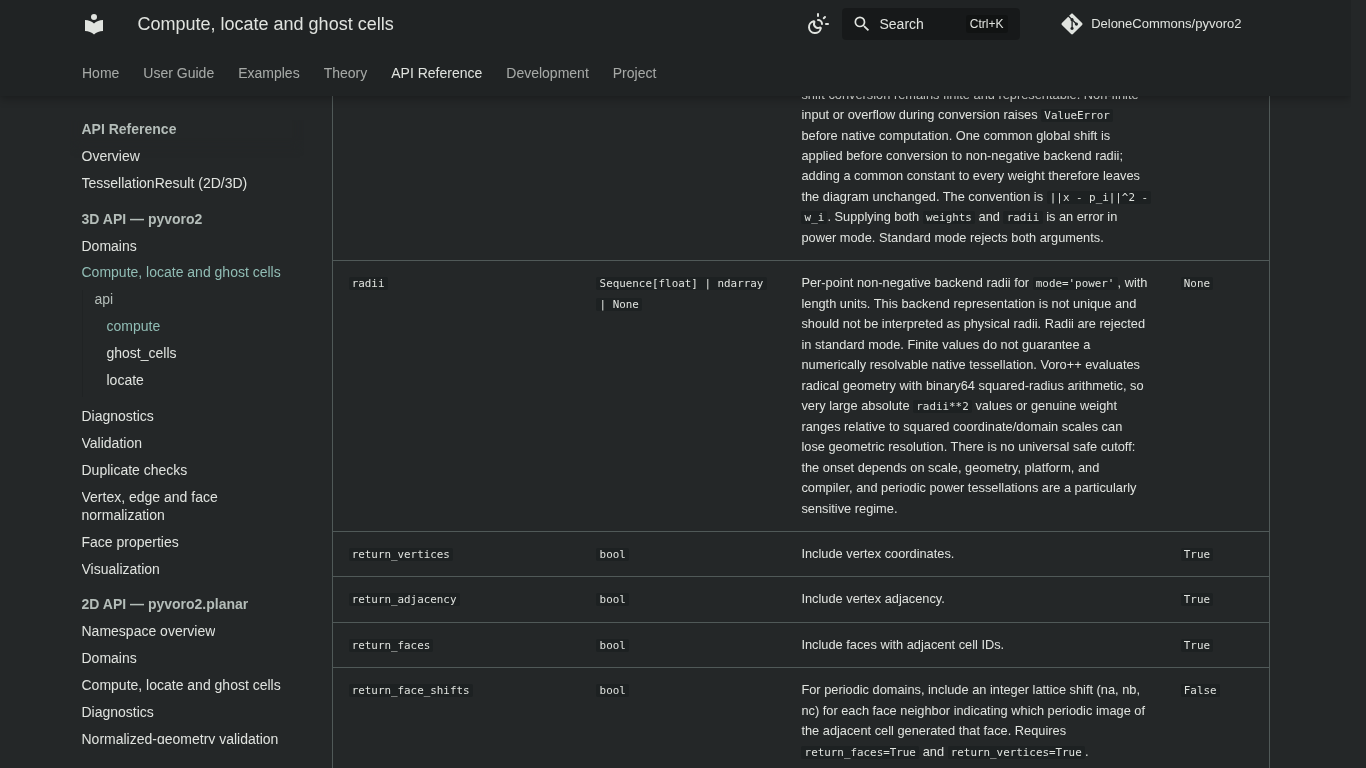 Compute, locate and ghost cells
Search Ctrl+K
DeloneCommons/pyvoro2
Home User Guide Examples Theory API Reference Development Project
API Reference
Overview
TessellationResult (2D/3D)
3D API — pyvoro2
Domains
Compute, locate and ghost cells
api
compute
ghost_cells
locate
Diagnostics
Validation
Duplicate checks
Vertex, edge and face
normalization
Face properties
Visualization
2D API — pyvoro2.planar
Namespace overview
Domains
Compute, locate and ghost cells
Diagnostics
Normalized-geometry validation
shift conversion remains finite and representable. Non-finite
input or overflow during conversion raises ValueError
before native computation. One common global shift is
applied before conversion to non-negative backend radii;
adding a common constant to every weight therefore leaves
the diagram unchanged. The convention is ||x - p_i||^2 -
w_i. Supplying both weights and radii is an error in
power mode. Standard mode rejects both arguments.
radii
Sequence[float] | ndarray
| None
Per-point non-negative backend radii for mode='power', with
length units. This backend representation is not unique and
should not be interpreted as physical radii. Radii are rejected
in standard mode. Finite values do not guarantee a
numerically resolvable native tessellation. Voro++ evaluates
radical geometry with binary64 squared-radius arithmetic, so
very large absolute radii**2 values or genuine weight
ranges relative to squared coordinate/domain scales can
lose geometric resolution. There is no universal safe cutoff:
the onset depends on scale, geometry, platform, and
compiler, and periodic power tessellations are a particularly
sensitive regime.
None
return_vertices bool Include vertex coordinates. True
return_adjacency bool Include vertex adjacency. True
return_faces bool Include faces with adjacent cell IDs. True
return_face_shifts bool
For periodic domains, include an integer lattice shift (na, nb,
nc) for each face neighbor indicating which periodic image of
the adjacent cell generated that face. Requires
return_faces=True and return_vertices=True.
False